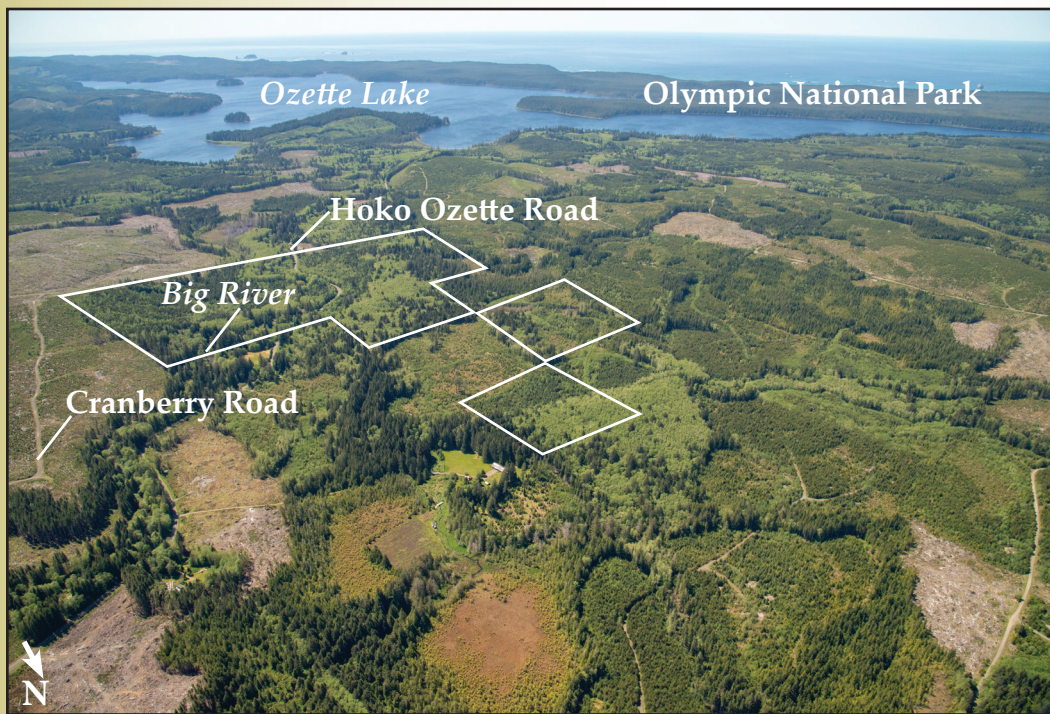 Ozette Lake
Olympic National Park
Hoko Ozette Road
Big River
Cranberry Road
N